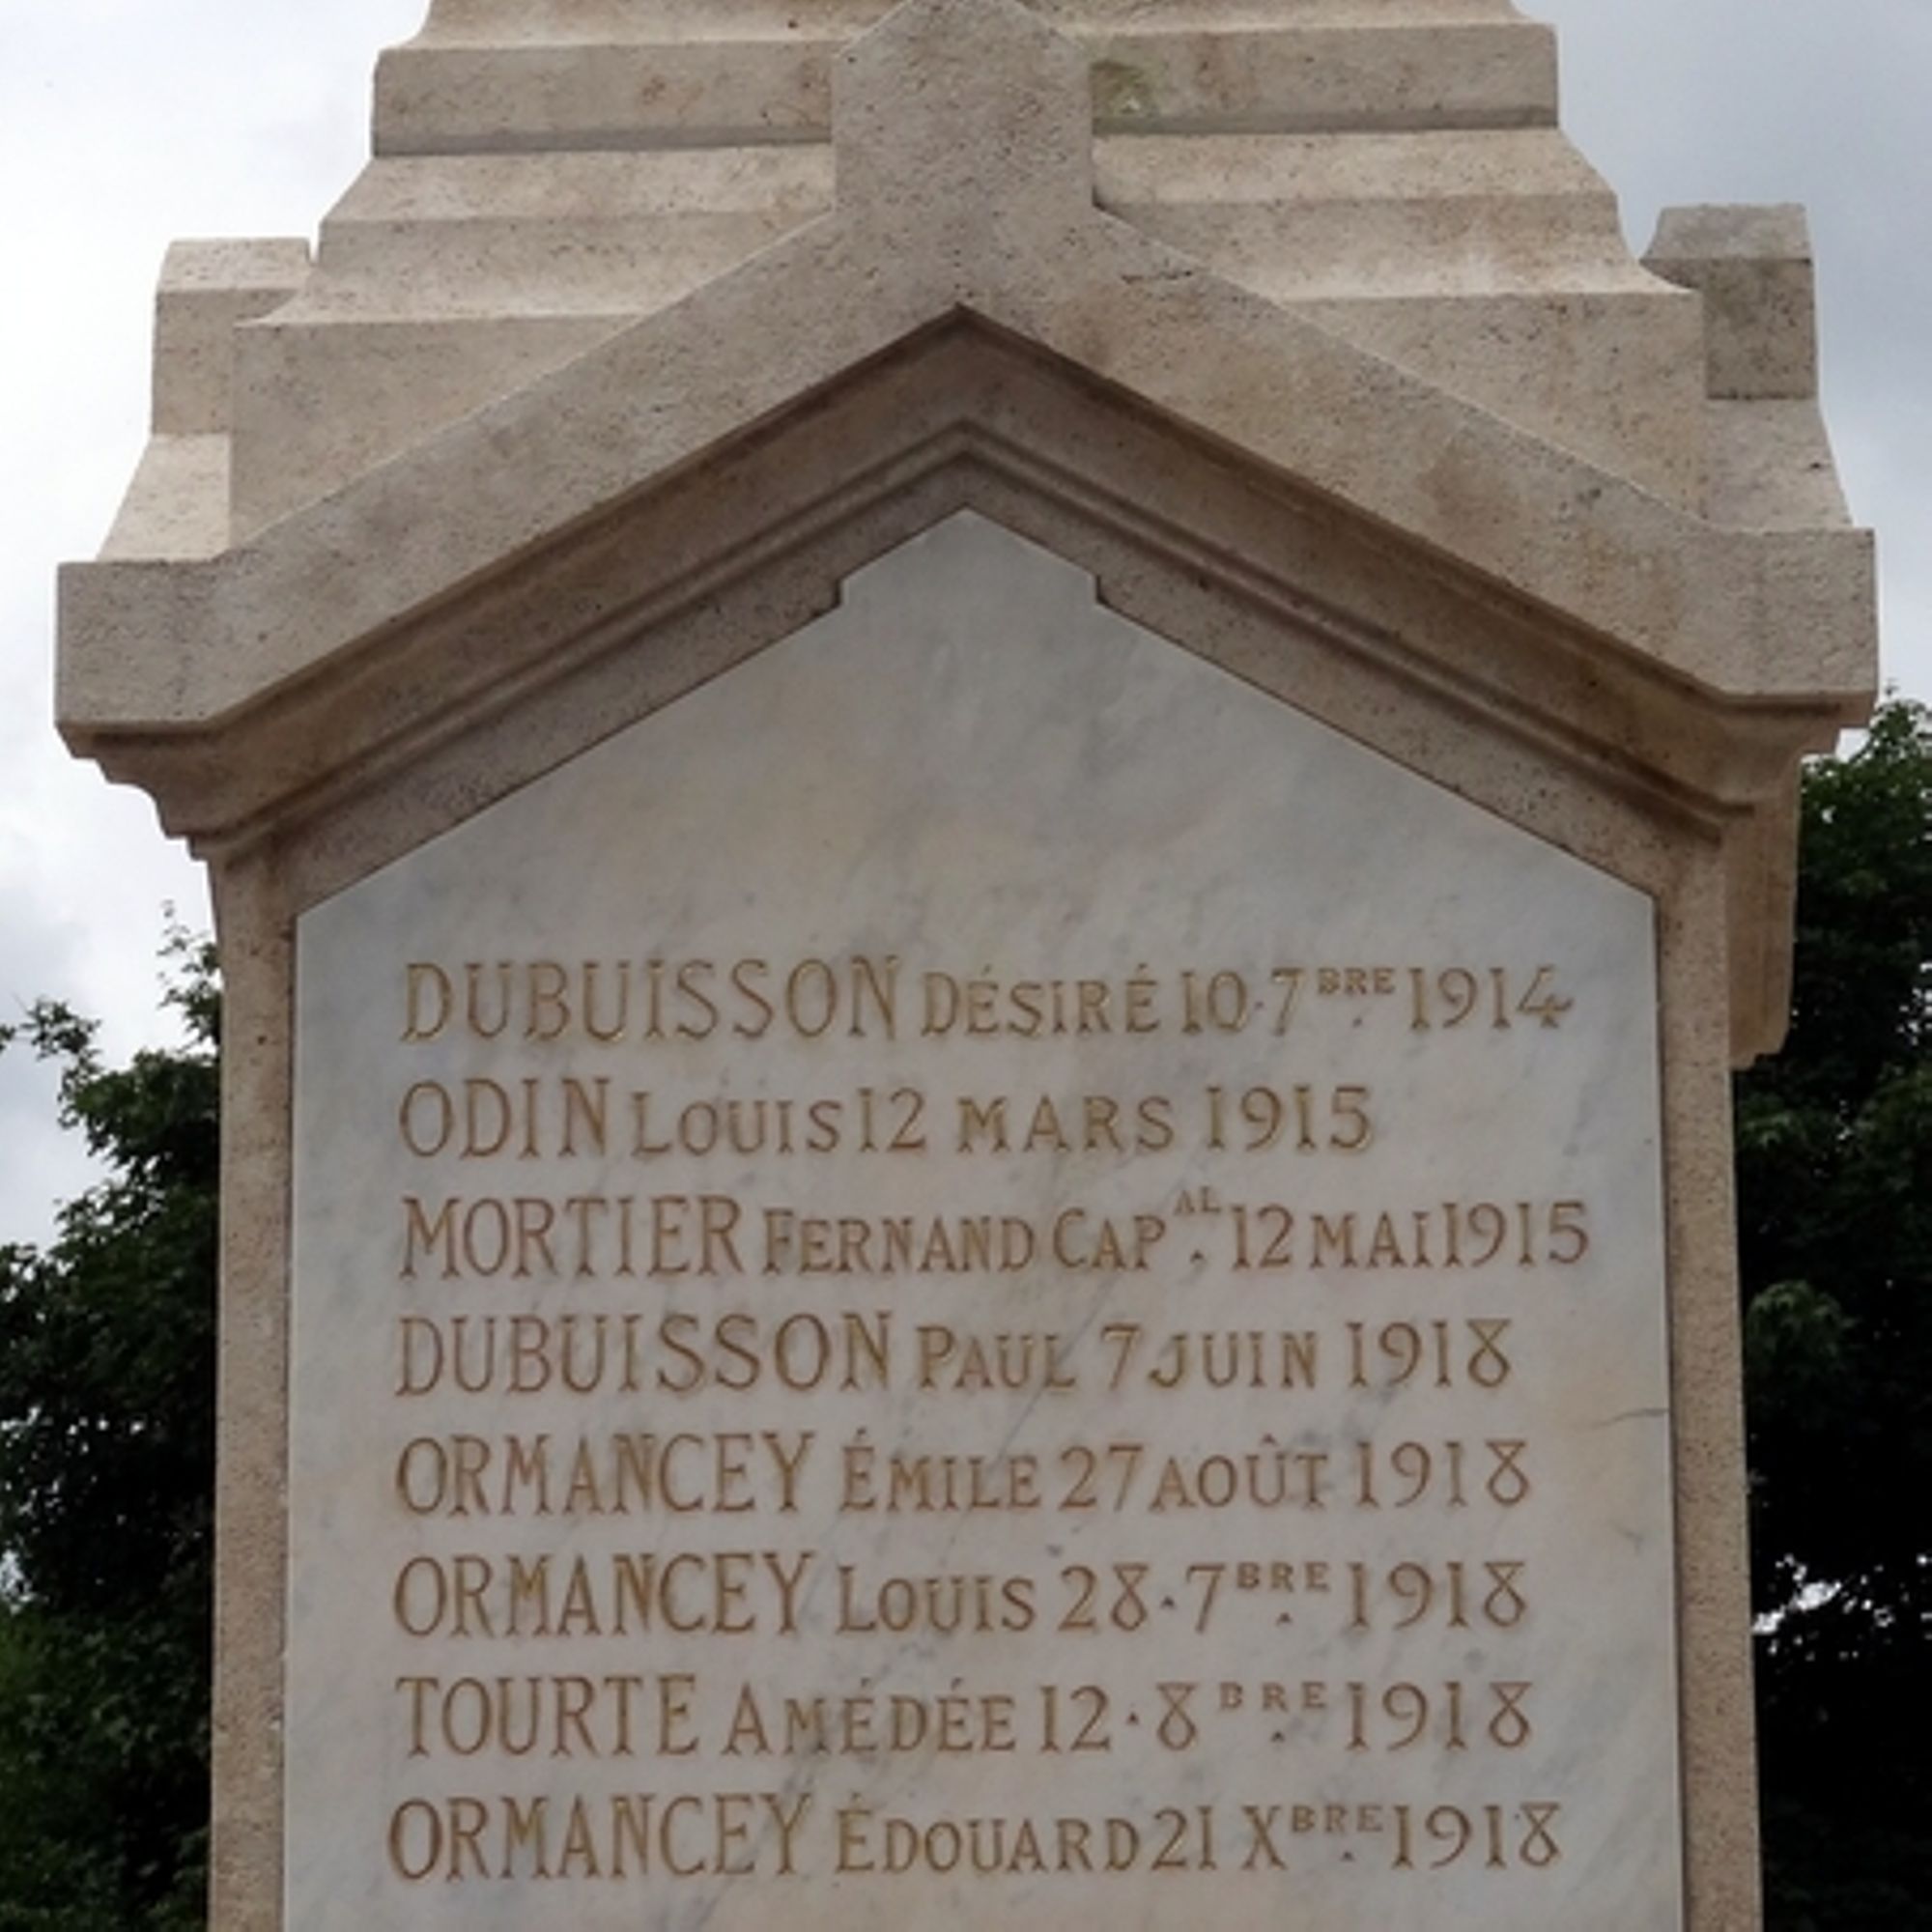 DUBUISSON DÉSIRÉ 10·7BRE 1914
ODIN LOUIS 12 MARS 1915
MORTIER FERNAND CAPAL 12 MAI 1915
DUBUISSON PAUL 7 JUIN 1918
ORMANCEY ÉMILE 27 AOÛT 1918
ORMANCEY LOUIS 28·7BRE 1918
TOURTE AMÉDÉE 12·8BRE 1918
ORMANCEY ÉDOUARD 21 XBRE 1918